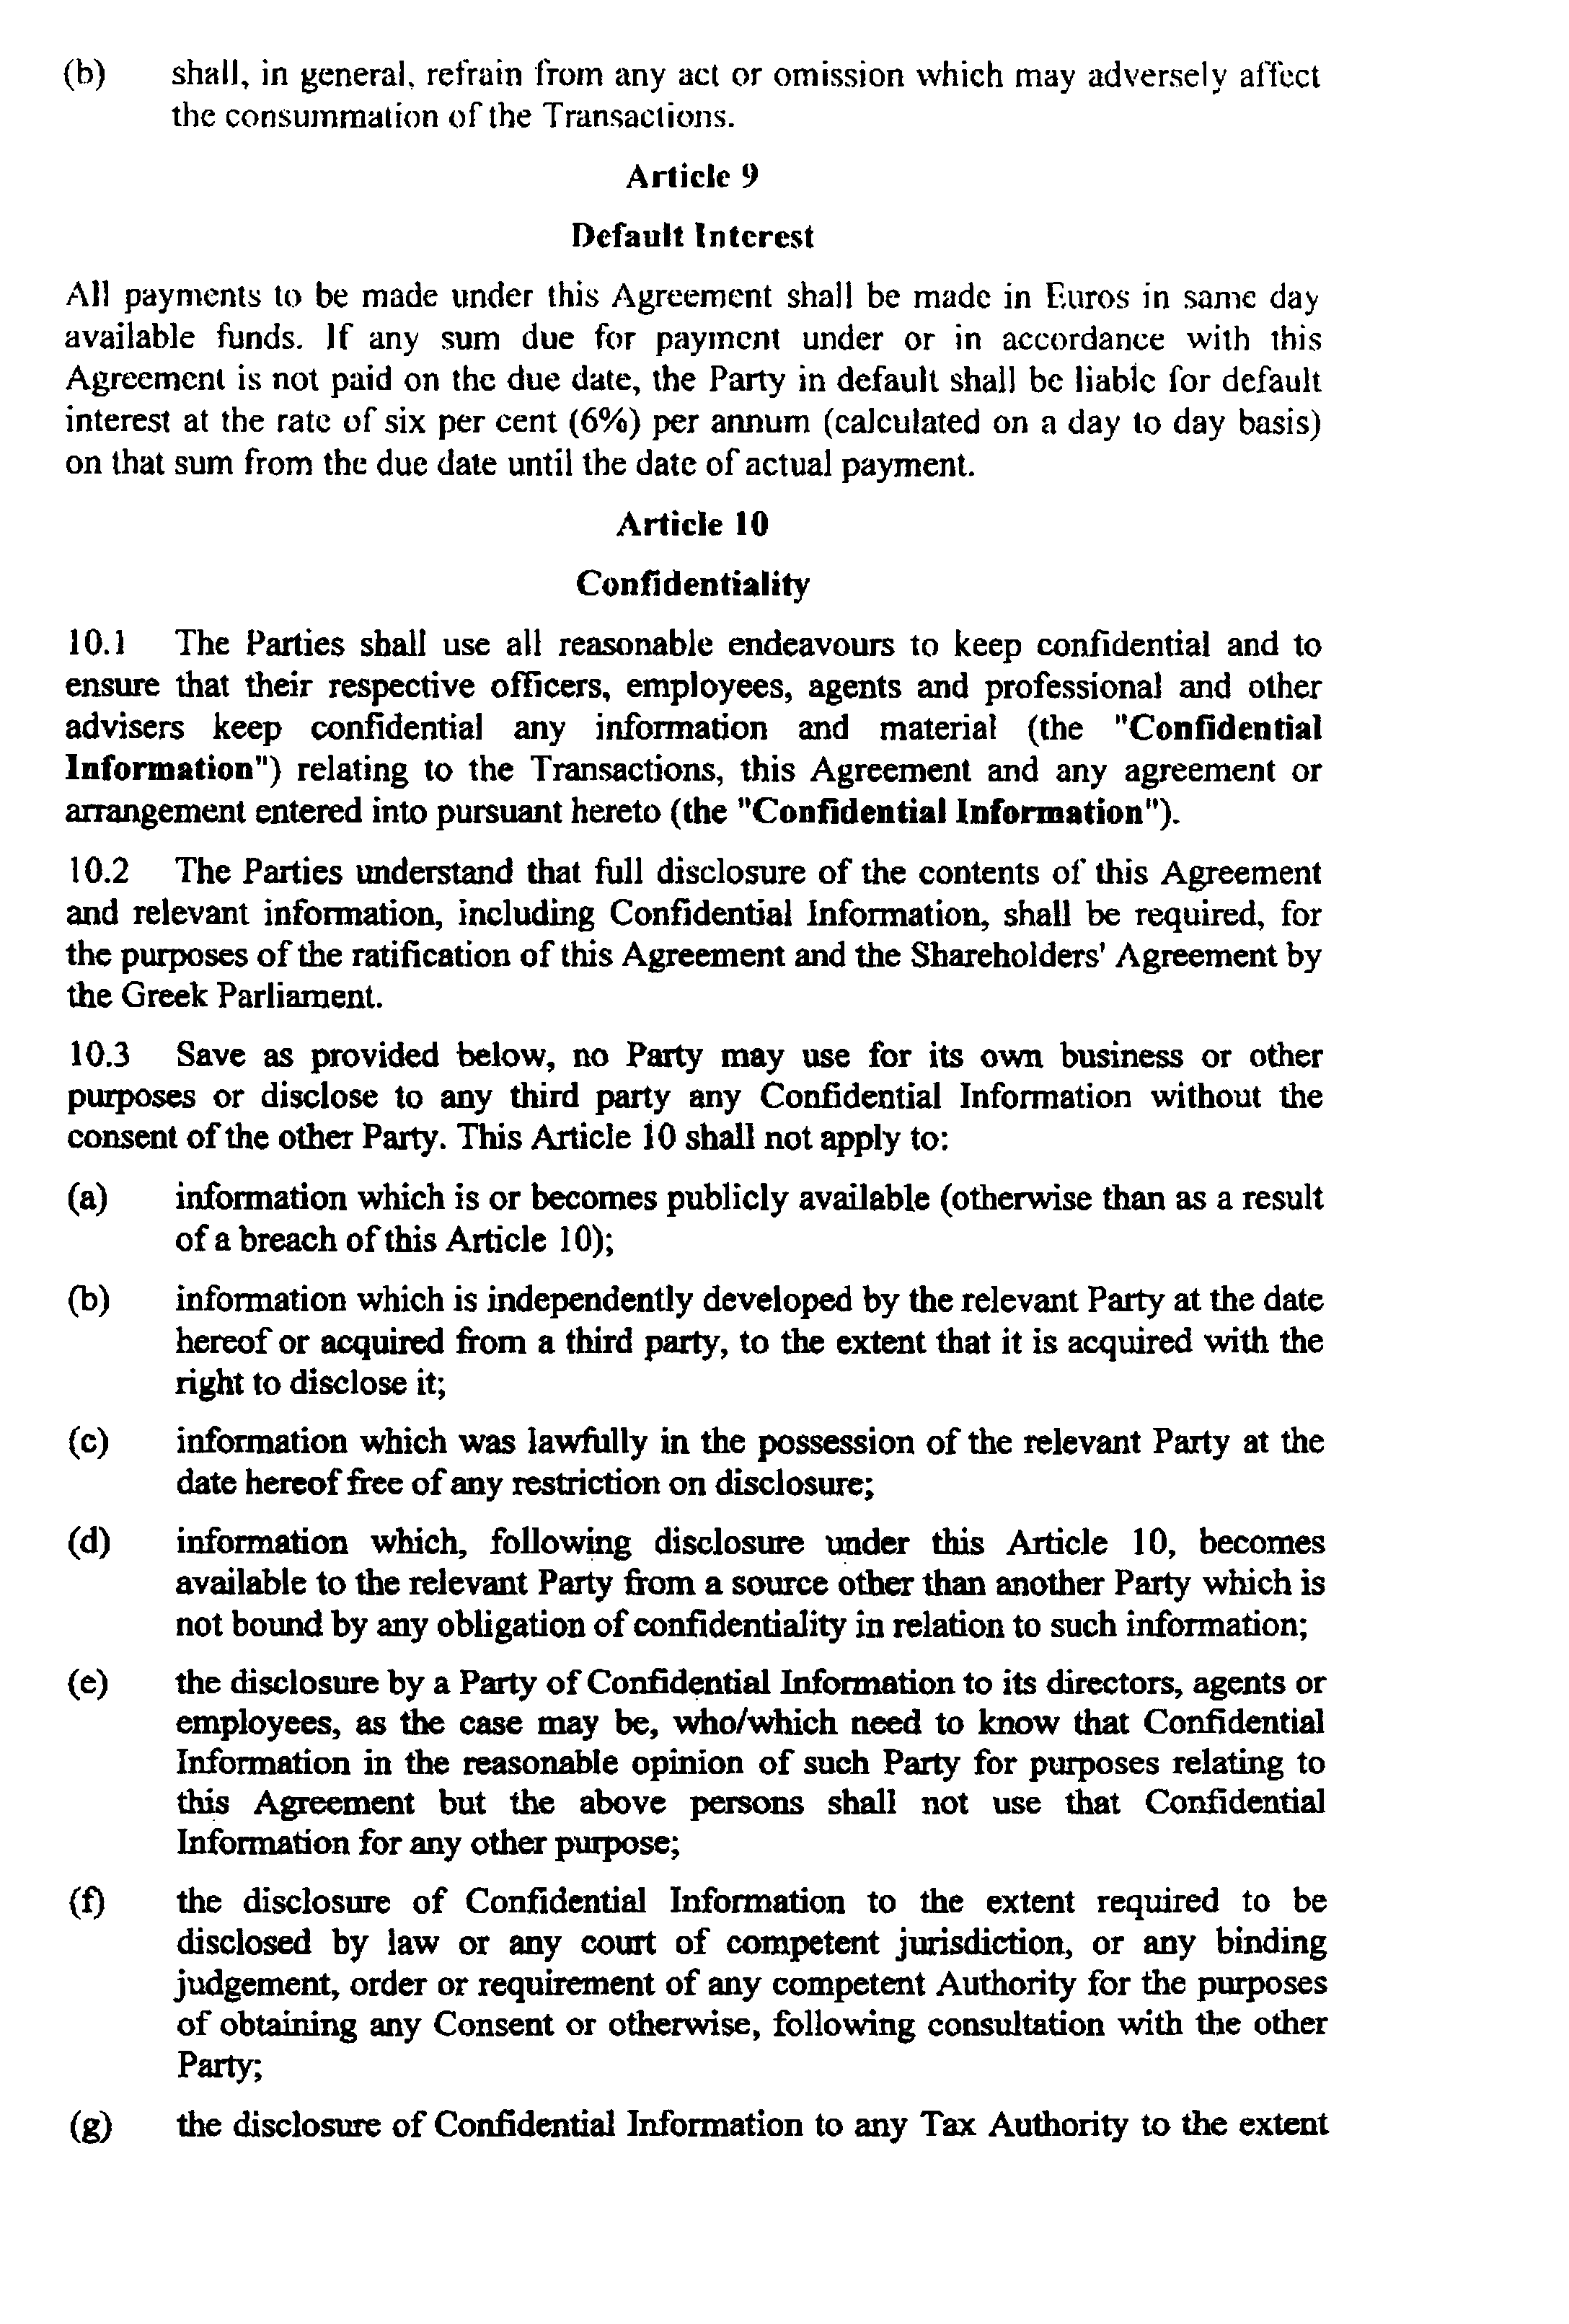 (b) shall, in general, refrain from any act or omission which may adversely affect
the consummation of the Transactions.
Article 9
Default Interest
All payments to be made under this Agreement shall be made in Euros in same day
available funds. If any sum due for payment under or in accordance with this
Agreement is not paid on the due date, the Party in default shall be liable for default
interest at the rate of six per cent (6%) per annum (calculated on a day to day basis)
on that sum from the due date until the date of actual payment.
Article 10
Confidentiality
10.1 The Parties shall use all reasonable endeavours to keep confidential and to
ensure that their respective officers, employees, agents and professional and other
advisers keep confidential any information and material (the "Confidential
Information") relating to the Transactions, this Agreement and any agreement or
arrangement entered into pursuant hereto (the "Confidential Information").
10.2 The Parties understand that full disclosure of the contents of this Agreement
and relevant information, including Confidential Information, shall be required, for
the purposes of the ratification of this Agreement and the Shareholders' Agreement by
the Greek Parliament.
10.3 Save as provided below, no Party may use for its own business or other
purposes or disclose to any third party any Confidential Information without the
consent of the other Party. This Article 10 shall not apply to:
(a) information which is or becomes publicly available (otherwise than as a result
of a breach of this Article 10);
(b) information which is independently developed by the relevant Party at the date
hereof or acquired from a third party, to the extent that it is acquired with the
right to disclose it;
(c) information which was lawfully in the possession of the relevant Party at the
date hereof free of any restriction on disclosure;
(d) information which, following disclosure under this Article 10, becomes
available to the relevant Party from a source other than another Party which is
not bound by any obligation of confidentiality in relation to such information;
(e) the disclosure by a Party of Confidential Information to its directors, agents or
employees, as the case may be, who/which need to know that Confidential
Information in the reasonable opinion of such Party for purposes relating to
this Agreement but the above persons shall not use that Confidential
Information for any other purpose;
(f) the disclosure of Confidential Information to the extent required to be
disclosed by law or any court of competent jurisdiction, or any binding
judgement, order or requirement of any competent Authority for the purposes
of obtaining any Consent or otherwise, following consultation with the other
Party;
(g) the disclosure of Confidential Information to any Tax Authority to the extent